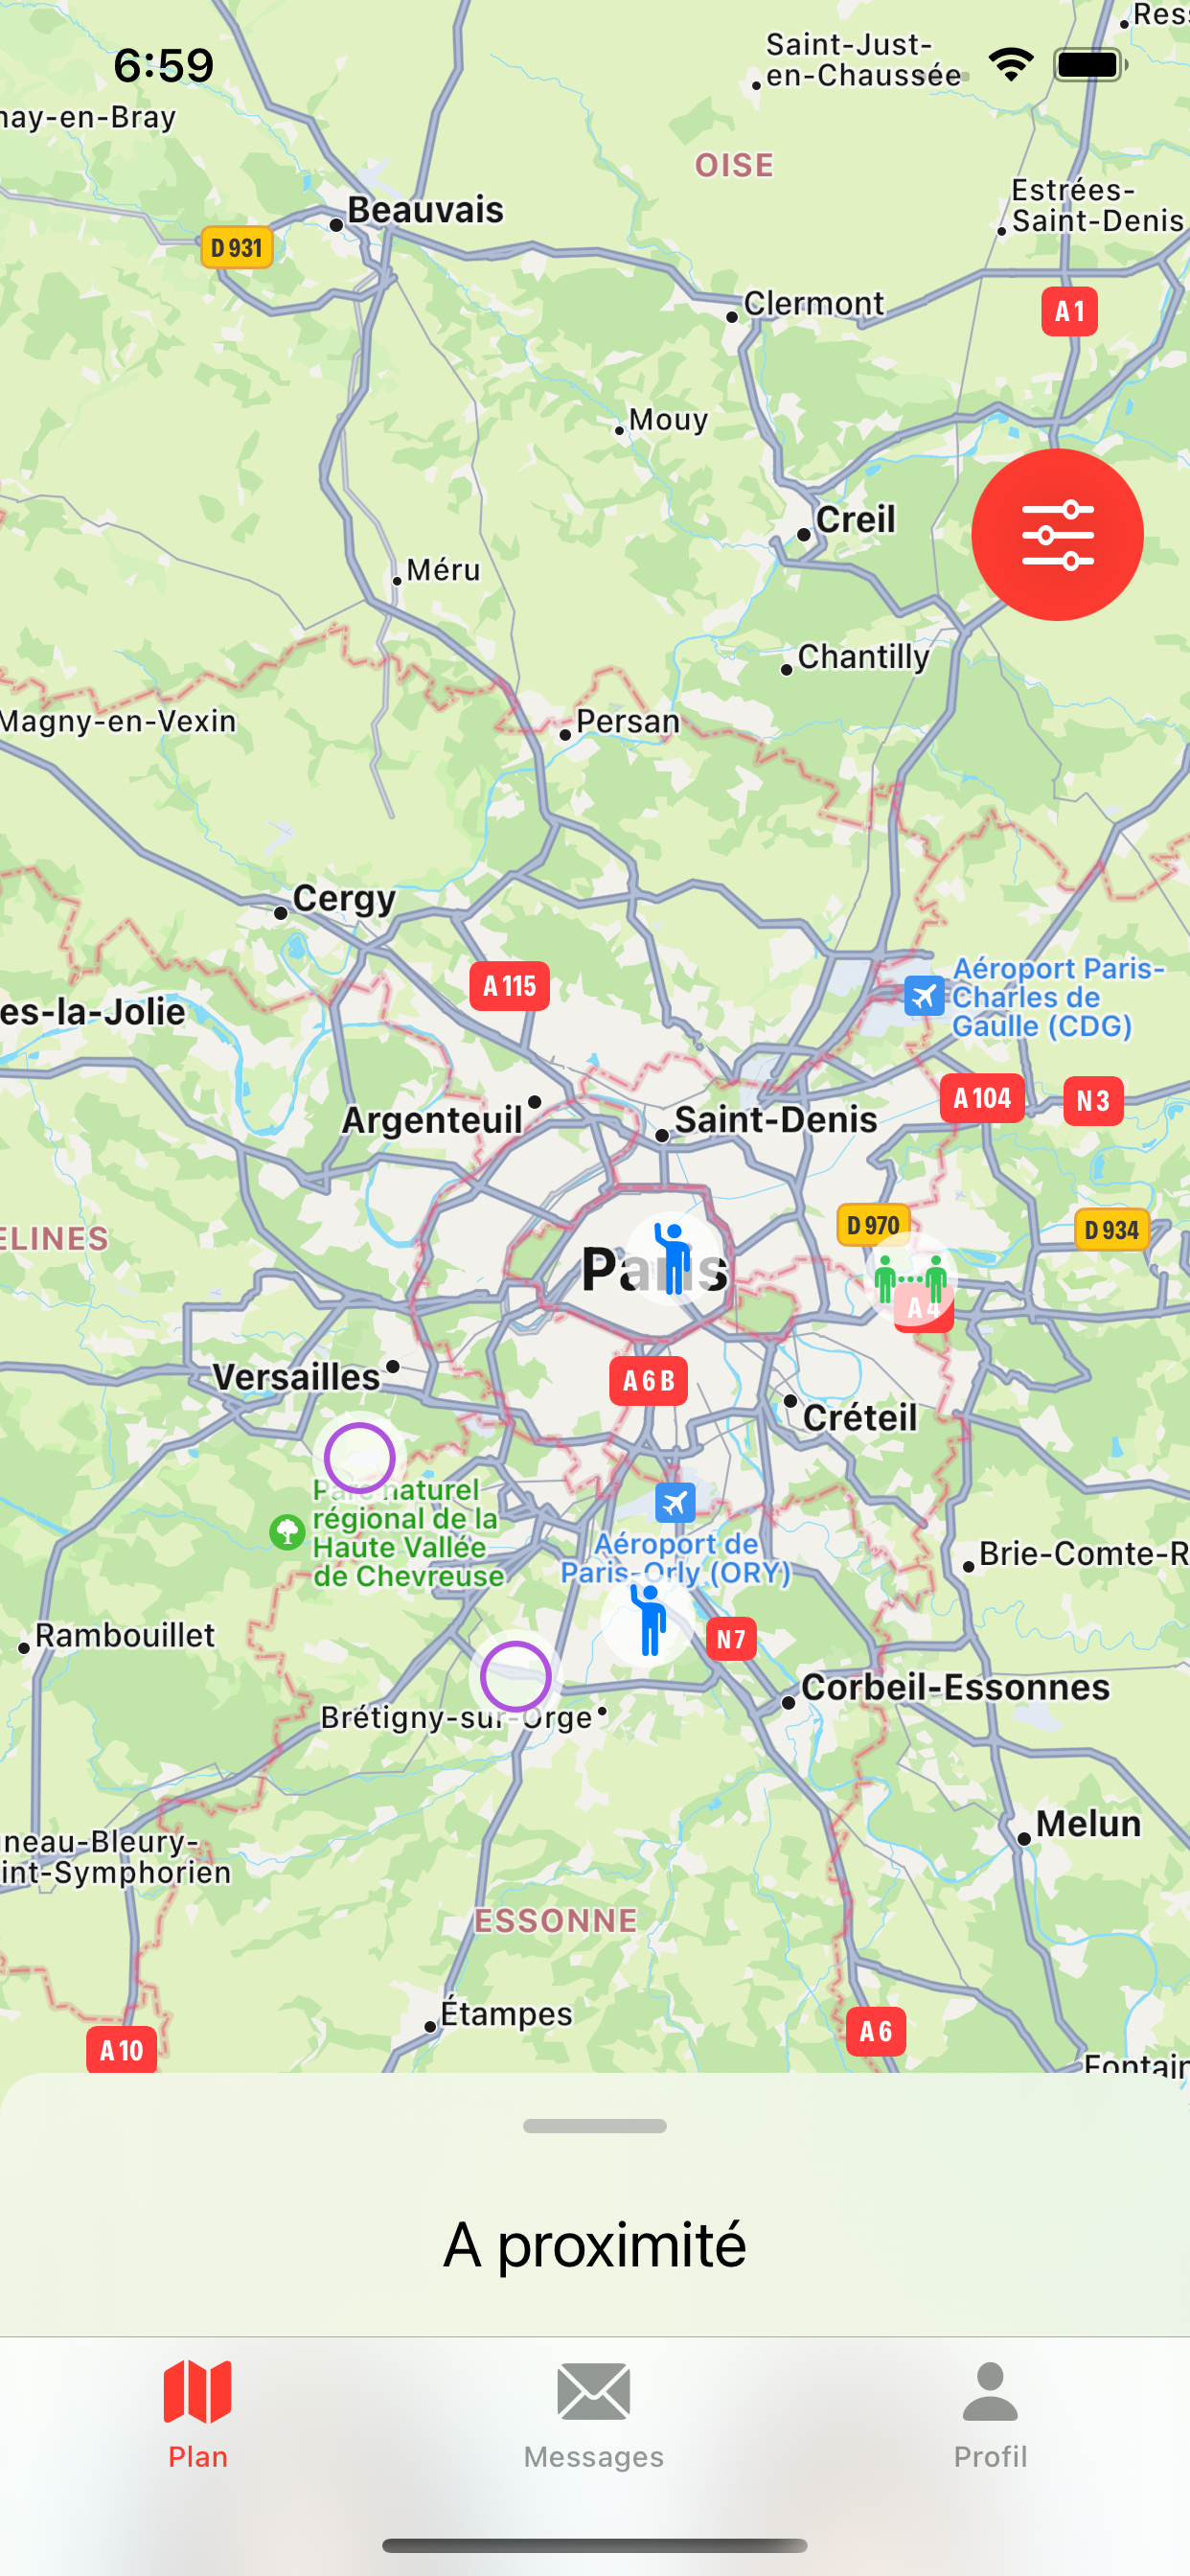 6:59
Saint-Just-
en-Chaussée
nay-en-Bray
OISE
Estrées-
Saint-Denis
Beauvais
D 931
Clermont
A 1
Mouy
Creil
Méru
Chantilly
Magny-en-Vexin
Persan
Cergy
A 115
Aéroport Paris-
Charles de
Gaulle (CDG)
es-la-Jolie
A 104
N 3
Argenteuil
Saint-Denis
D 970
D 934
ELINES
Paris
A 4
Versailles
A 6 B
Créteil
Parc naturel
régional de la
Haute Vallée
de Chevreuse
Aéroport de
Paris-Orly (ORY)
Brie-Comte-R
Rambouillet
N 7
Corbeil-Essonnes
Brétigny-sur-Orge
Melun
neau-Bleury-
int-Symphorien
ESSONNE
Étampes
A 10
A 6
Fontain
A proximité
Plan
Messages
Profil